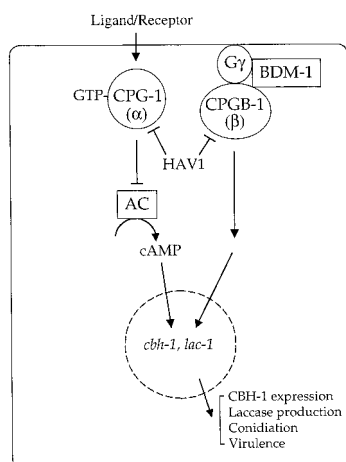 Ligand/Receptor
Gγ
BDM-1
GTP-
CPG-1
(α)
CPGB-1
(β)
HAV1
AC
cAMP
cbh-1, lac-1
CBH-1 expression
Laccase production
Conidiation
Virulence